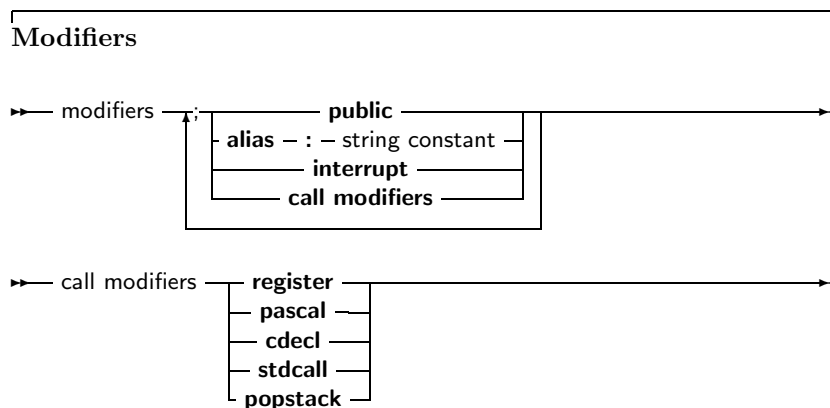 Modifiers
modifiers ; public
alias : string constant
interrupt
call modifiers
call modifiers register
pascal
cdecl
stdcall
popstack